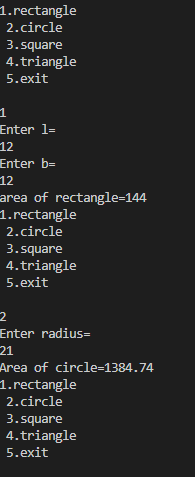 1.rectangle
2.circle
3.square
4.triangle
5.exit
1
Enter l=
12
Enter b=
12
area of rectangle=144
1.rectangle
2.circle
3.square
4.triangle
5.exit
2
Enter radius=
21
Area of circle=1384.74
1.rectangle
2.circle
3.square
4.triangle
5.exit